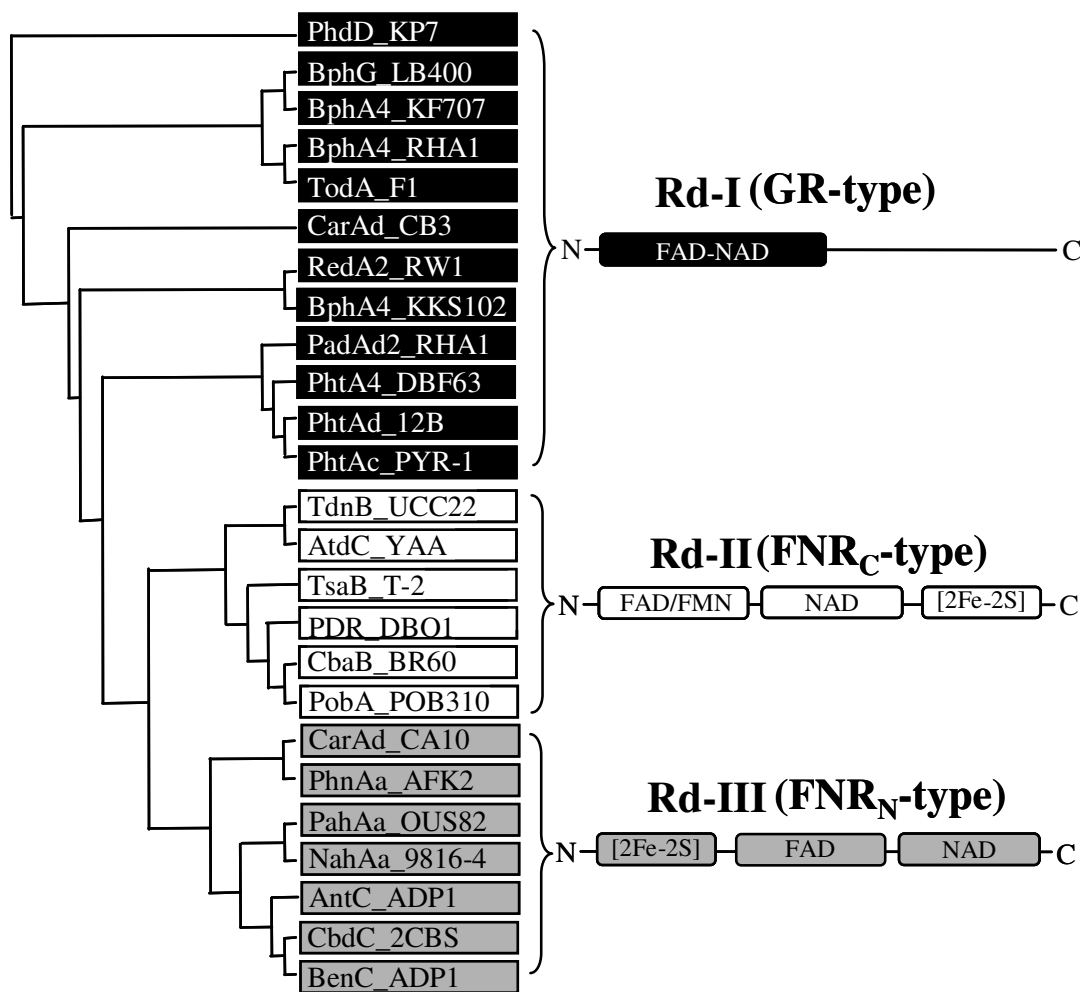 PhdD_KP7
BphG_LB400
BphA4_KF707
BphA4_RHA1
TodA_F1
CarAd_CB3
RedA2_RW1
BphA4_KKS102
PadAd2_RHA1
PhtA4_DBF63
PhtAd_12B
PhtAc_PYR-1
Rd-I (GR-type)
N FAD-NAD C
TdnB_UCC22
AtdC_YAA
TsaB_T-2
PDR_DBO1
CbaB_BR60
PobA_POB310
Rd-II (FNRC-type)
N FAD/FMN NAD [2Fe-2S] C
CarAd_CA10
PhnAa_AFK2
PahAa_OUS82
NahAa_9816-4
AntC_ADP1
CbdC_2CBS
BenC_ADP1
Rd-III (FNRN-type)
N [2Fe-2S] FAD NAD C